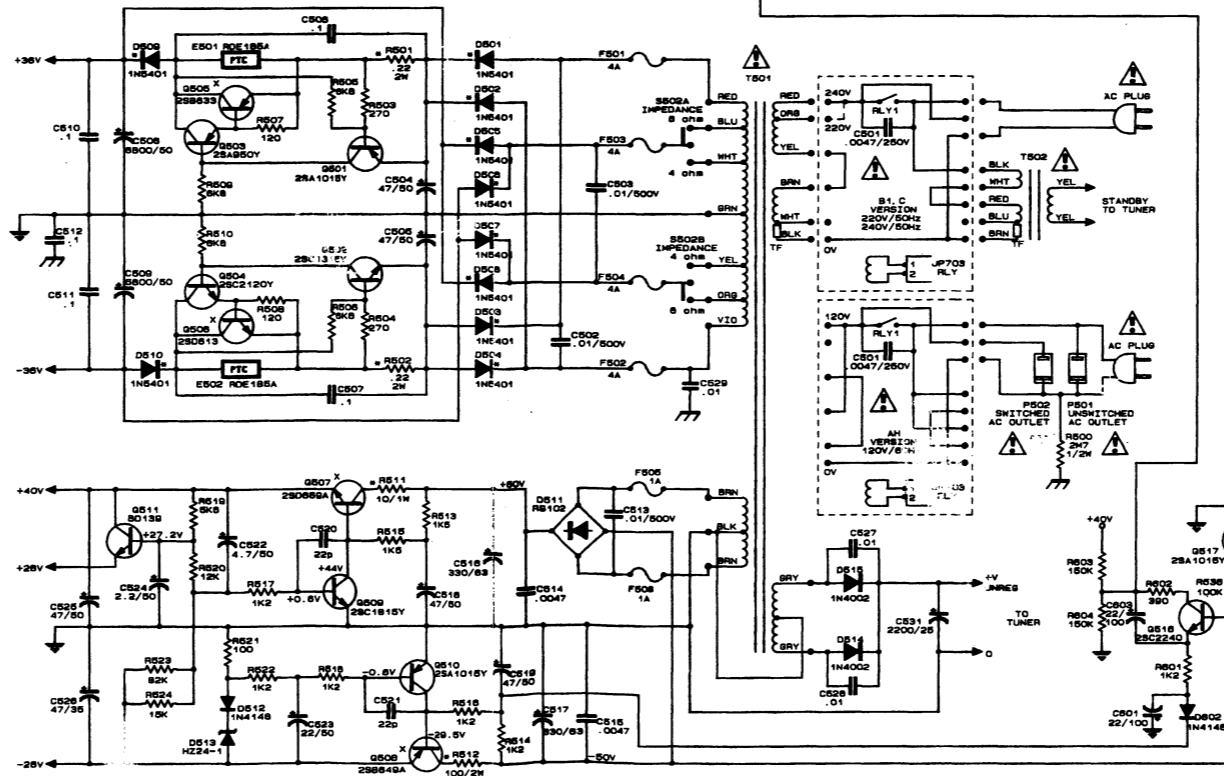 C506
.1
+36V
D509
1N5401
E501 RDE185A
PTC
R501
.22
2W
D501
1N5401
F501
4A
T501
Q505
2SB633
X
R505
6K8
R503
270
D502
1N5401
R507
120
C510
.1
C508
6800/50
Q503
2SA950Y
Q501
2SA1015Y
D505
1N5401
F503
4A
S502A
IMPEDANCE
8 ohm
4 ohm
RED
BLU
WHT
GRN
YEL
ORG
VIO
R509
5K6
C504
47/50
D506
1N5401
C503
.01/500V
C512
.1
R510
5K6
C505
47/50
D507
1N5401
S502B
IMPEDANCE
4 ohm
8 ohm
Q504
2SC2120Y
D508
1N5401
F504
4A
C511
.1
C509
6800/50
R508
120
Q506
2SD613
X
R506
6K8
R504
270
D503
1N5401
C502
.01/500V
-36V
D510
1N5401
PTC
E502 RDE185A
R502
.22
2W
D504
1N5401
F502
4A
C507
.1
C529
.01
RED
ORG
YEL
BRN
WHT
BLK
TF
240V
220V
RLY1
C501
.0047/250V
B1, C
VERSION
220V/50Hz
240V/50Hz
0V
JP703
RLY
1
2
AC PLUG
BLK
WHT
RED
BLU
BRN
TF
T502
YEL
YEL
STANDBY
TO TUNER
120V
RLY1
C501
.0047/250V
AH
VERSION
0V
1
2
AC PLUG
P502
SWITCHED
AC OUTLET
P501
UNSWITCHED
AC OUTLET
R500
2M7
1/2W
+40V
Q511
BD139
+27.2V
R519
5K6
Q507
2SD669A
X
R511
10/1W
R513
1K5
D511
RB102
F505
1A
C513
.01/500V
BRN
BLK
BRN
+28V
C524
2.2/50
R520
12K
C522
4.7/50
C520
22p
R515
1K5
C516
330/63
C525
47/50
R517
1K2
+44V
+0.6V
Q509
2SC1815Y
C518
47/50
C514
.0047
F506
1A
GRY
GRY
C527
.01
D515
1N4002
D514
1N4002
.01
C531
2200/25
+V
TO
TUNER
0
+40V
R603
150K
R604
150K
C603
22/
100
R602
390
Q516
2SC2240
Q517
2SA1015Y
R536
100K
R601
1K2
C601
22/100
D602
1N4148
R521
100
R523
82K
R524
15K
C526
47/35
R522
1K2
R518
1K2
-0.6V
Q510
2SA1015Y
C519
47/50
D512
1N4148
D513
HZ24-1
C523
22/50
C521
22p
R516
1K2
-29.5V
R514
1K2
C517
330/63
C515
.0047
-28V
Q508
2SB649A
X
R512
100/2W
-50V